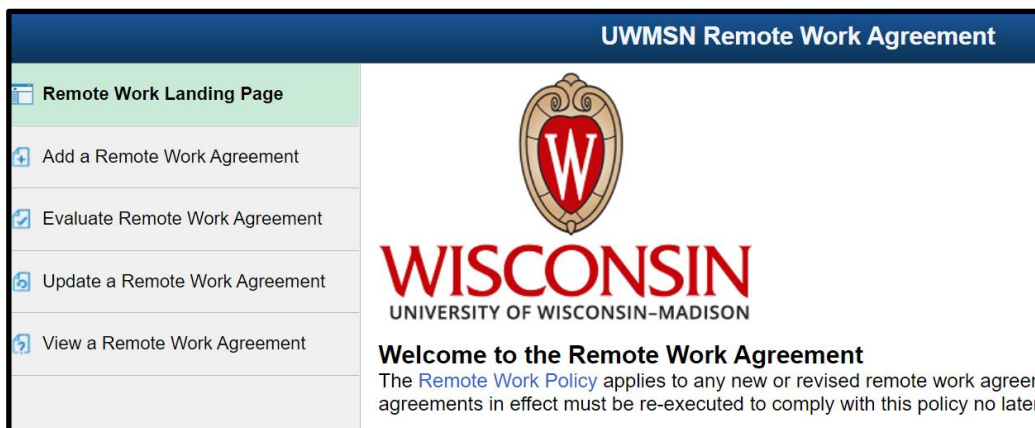 UWMSN Remote Work Agreement
Remote Work Landing Page
Add a Remote Work Agreement
Evaluate Remote Work Agreement
Update a Remote Work Agreement
View a Remote Work Agreement
W
WISCONSIN
UNIVERSITY OF WISCONSIN–MADISON
Welcome to the Remote Work Agreement
The Remote Work Policy applies to any new or revised remote work
agreements in effect must be re-executed to comply with this policy no